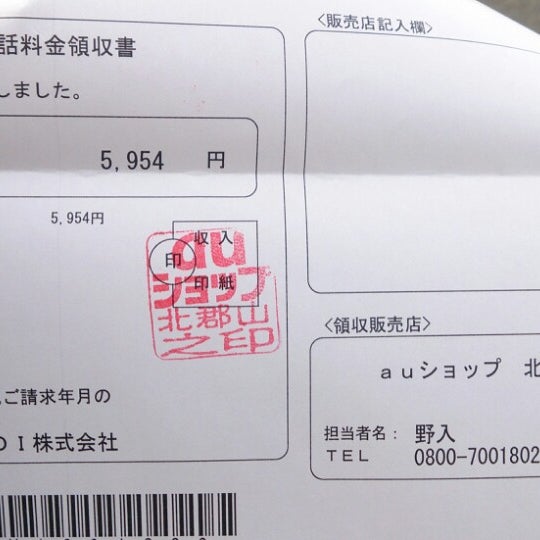 話料金領収書
しました。
5,954 円
5,954円
収入
印
印紙
au
ショップ
北郡山
之印
ご請求年月の
DI株式会社
〈販売店記入欄〉
〈領収販売店〉
auショップ 北
担当者名: 野入
TEL 0800-7001802